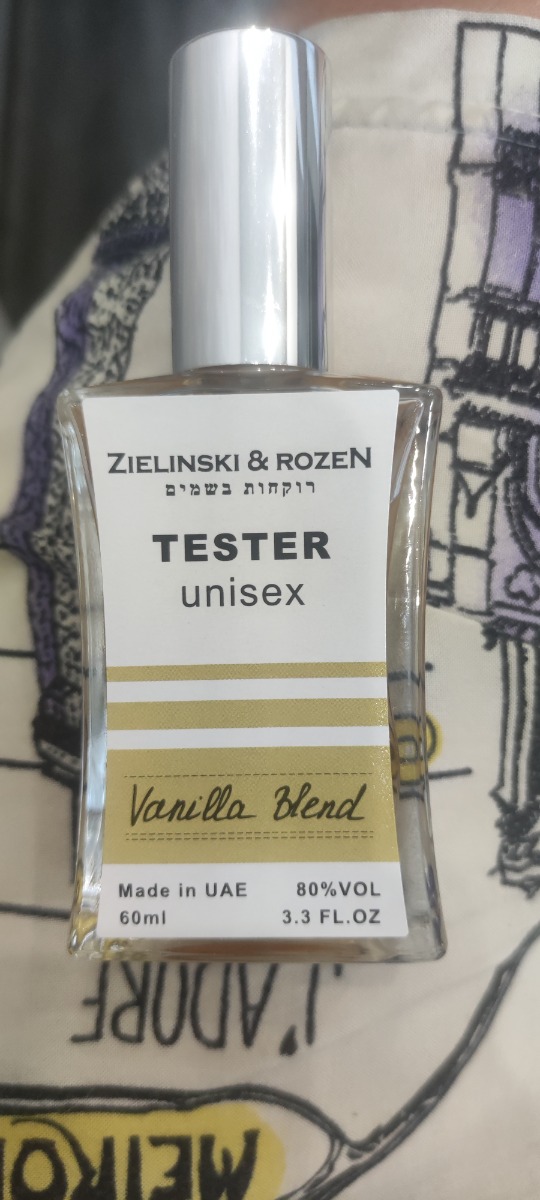 ZIELINSKI & ROZEN
רוקחות בשמים
TESTER
unisex
Vanilla Blend
Made in UAE 80%VOL
60ml 3.3 FL.OZ
J'ADORE